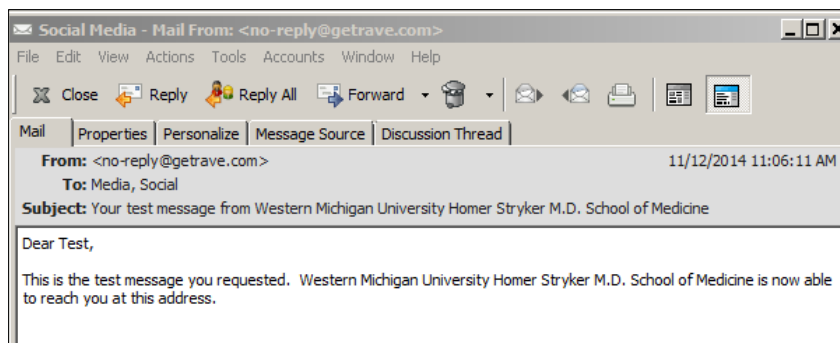 Social Media - Mail From: <no-reply@getrave.com>
File Edit View Actions Tools Accounts Window Help
Close Reply Reply All Forward
Mail Properties Personalize Message Source Discussion Thread
From: <no-reply@getrave.com> 11/12/2014 11:06:11 AM
To: Media, Social
Subject: Your test message from Western Michigan University Homer Stryker M.D. School of Medicine
Dear Test,
This is the test message you requested.  Western Michigan University Homer Stryker M.D. School of Medicine is now able
to reach you at this address.